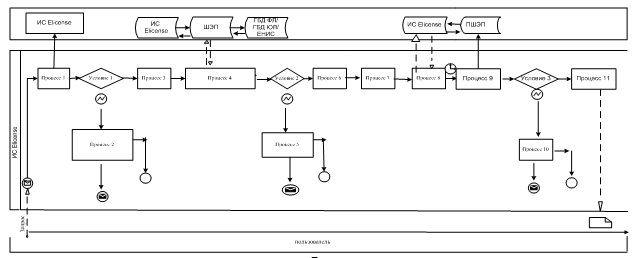 ИС Elicense
ИС
Elicense
ШЭП
ГБД ФЛ/
ГБД ЮЛ/
ЕНИС
ИС Elicense
ПШЭП
Процесс 1
Условие 1
Процесс 3
Процесс 4
Условие 2
Процесс 6
Процесс 7
Процесс 8
Процесс 9
Условие 3
Процесс 11
Процесс 2
Процесс 5
Процесс 10
ИС Elicense
пользователь